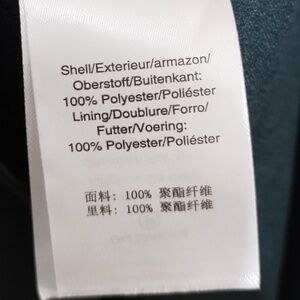 Shell/Exterieur/armazon/
Oberstoff/Buitenkant:
100% Polyester/Poliéster
Lining/Doublure/Forro/
Futter/Voering:
100% Polyester/Poliéster
面料: 100% 聚酯纤维
里料: 100% 聚酯纤维